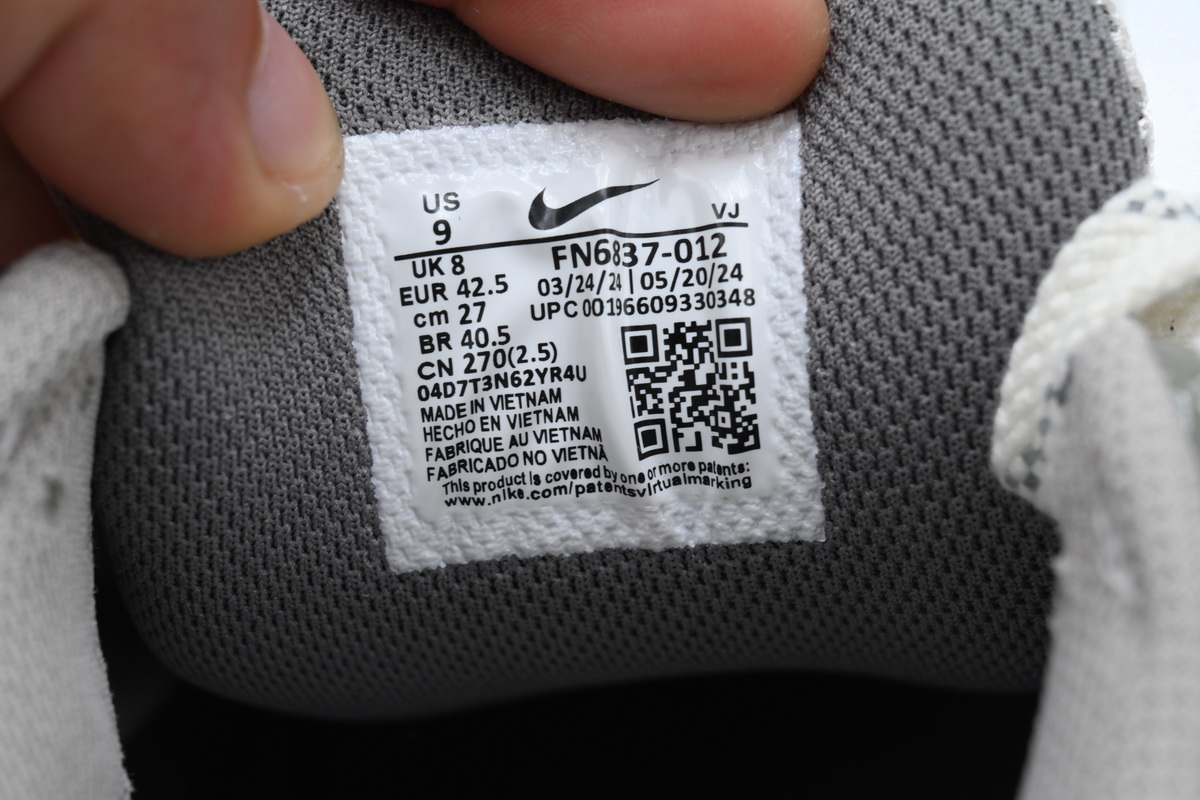 US
9
VJ
FN6837-012
UK 8
03/24/24 | 05/20/24
EUR 42.5
UPC 00196609330348
cm 27
BR 40.5
CN 270(2.5)
04D7T3N62YR4U
MADE IN VIETNAM
HECHO EN VIETNAM
FABRIQUE AU VIETNAM
FABRICADO NO VIETNÃ
This product is covered by one or more patents:
www.nike.com/patentsvirtualmarking